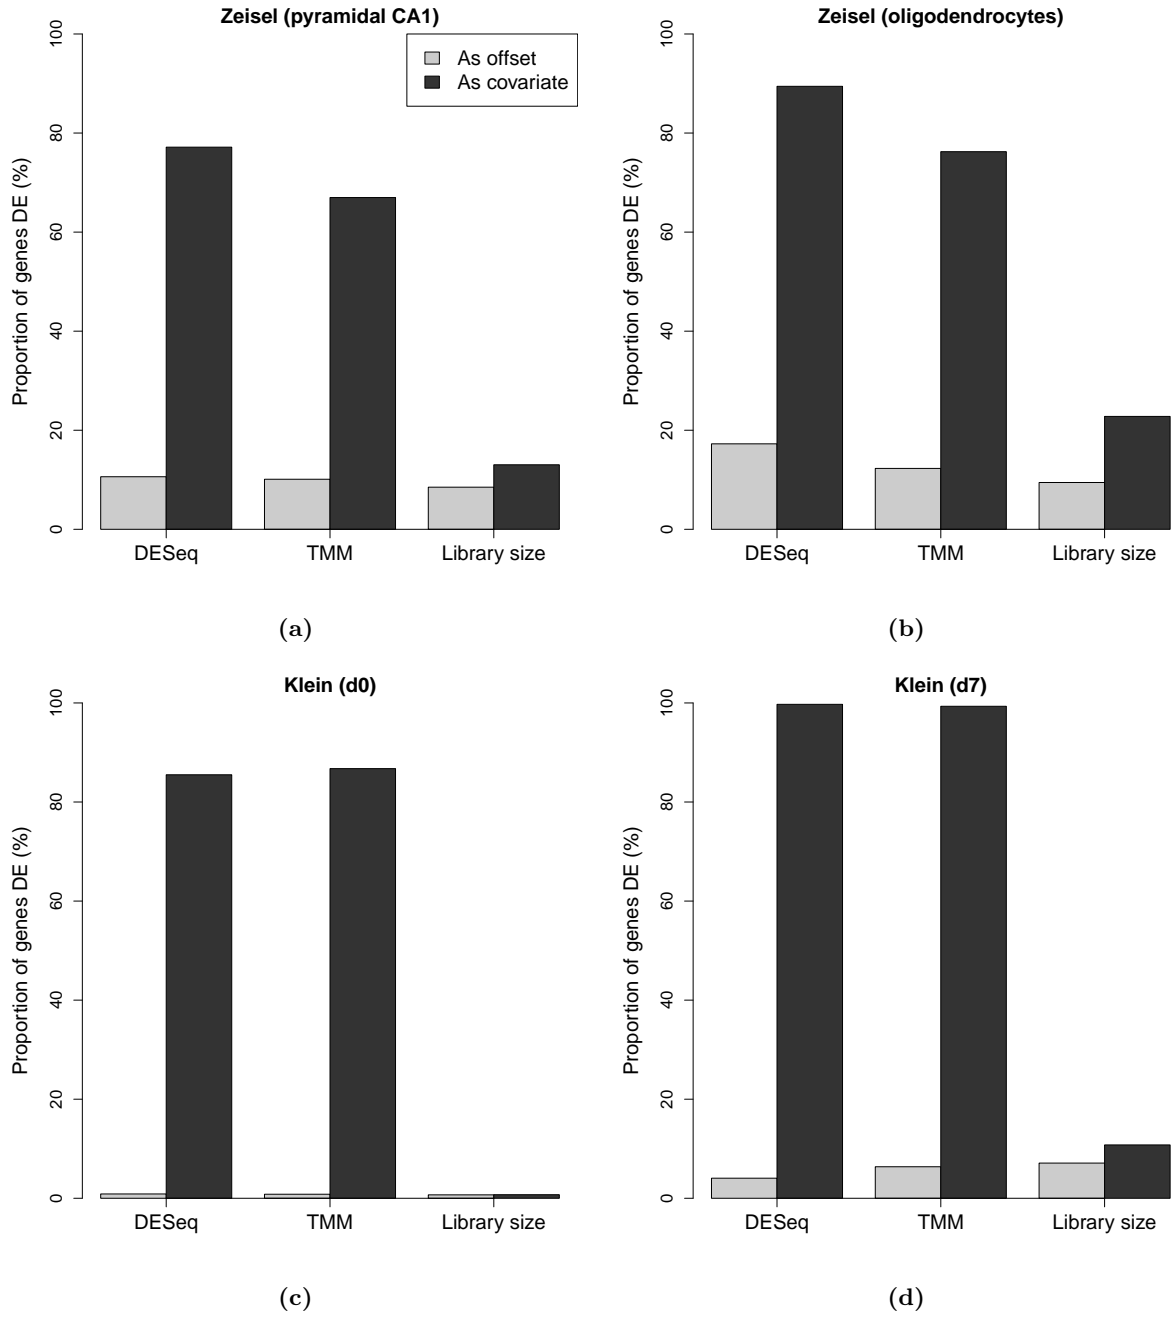 Zeisel (pyramidal CA1)
As offset
As covariate
Proportion of genes DE (%)
100
80
60
40
20
0
DESeq TMM Library size
(a)
Zeisel (oligodendrocytes)
Proportion of genes DE (%)
100
80
60
40
20
0
DESeq TMM Library size
(b)
Klein (d0)
Proportion of genes DE (%)
100
80
60
40
20
0
DESeq TMM Library size
(c)
Klein (d7)
Proportion of genes DE (%)
100
80
60
40
20
0
DESeq TMM Library size
(d)